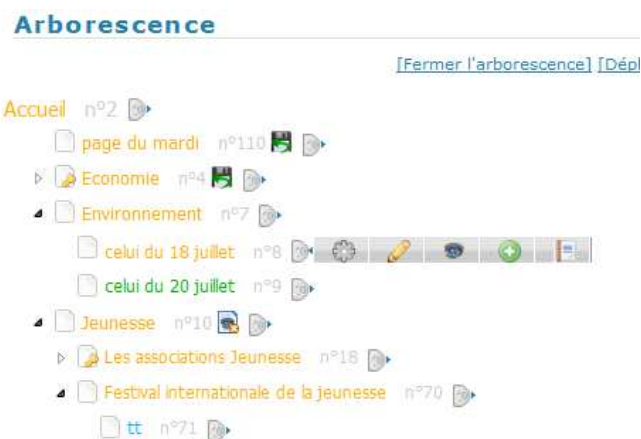 Arborescence
[Fermer l'arborescence] [Dépl
Accueil n°2
page du mardi n°110
Economie n°4
Environnement n°7
celui du 18 juillet n°8
celui du 20 juillet n°9
Jeunesse n°10
Les associations Jeunesse n°18
Festival internationale de la jeunesse n°70
tt n°71